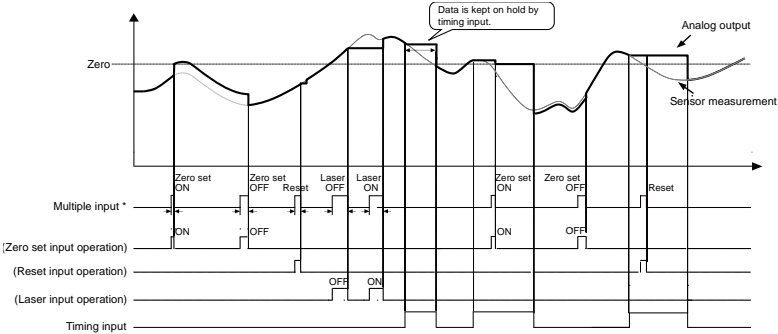 Data is kept on hold by
timing input.
Analog output
Zero
Sensor measurement
Zero set
ON
Zero set
OFF
Reset
Laser
OFF
Laser
ON
Zero set
ON
Zero set
OFF
Reset
Multiple input *
ON
OFF
ON
OFF
(Zero set input operation)
(Reset input operation)
OFF
ON
(Laser input operation)
Timing input